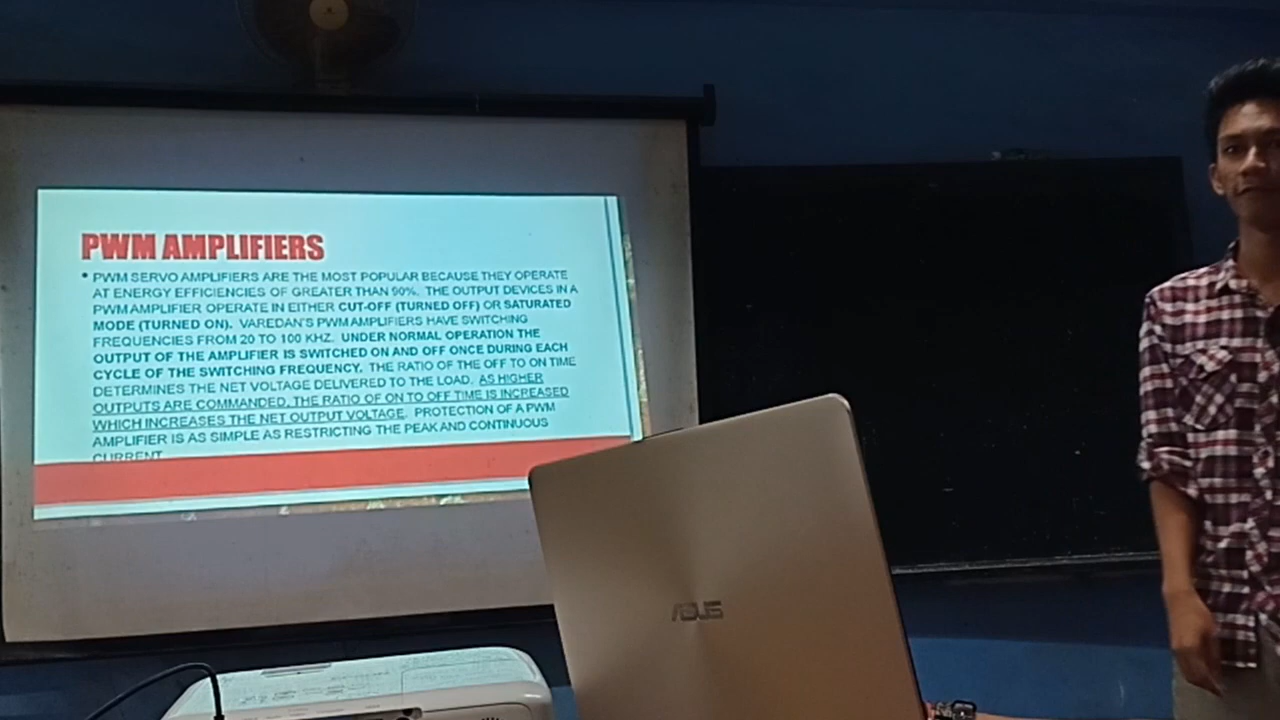 PWM AMPLIFIERS
• PWM SERVO AMPLIFIERS ARE THE MOST POPULAR BECAUSE THEY OPERATE
AT ENERGY EFFICIENCIES OF GREATER THAN 90%. THE OUTPUT DEVICES IN A
PWM AMPLIFIER OPERATE IN EITHER CUT-OFF (TURNED OFF) OR SATURATED
MODE (TURNED ON). VAREDAN'S PWM AMPLIFIERS HAVE SWITCHING
FREQUENCIES FROM 20 TO 100 KHZ. UNDER NORMAL OPERATION THE
OUTPUT OF THE AMPLIFIER IS SWITCHED ON AND OFF ONCE DURING EACH
CYCLE OF THE SWITCHING FREQUENCY. THE RATIO OF THE OFF TO ON TIME
DETERMINES THE NET VOLTAGE DELIVERED TO THE LOAD. AS HIGHER
OUTPUTS ARE COMMANDED, THE RATIO OF ON TO OFF TIME IS INCREASED
WHICH INCREASES THE NET OUTPUT VOLTAGE. PROTECTION OF A PWM
AMPLIFIER IS AS SIMPLE AS RESTRICTING THE PEAK AND CONTINUOUS
CURRENT
ASUS